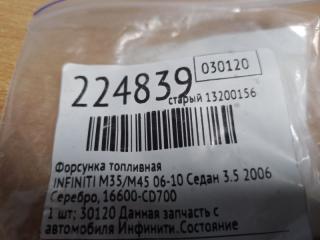 030120
224839
старый 13200156
Форсунка топливная
INFINITI M35/M45 06-10 Седан 3.5 2006
Серебро, 16600-CD700
1 шт; 30120 Данная запчасть с
автомобиля Инфинити.Состояние